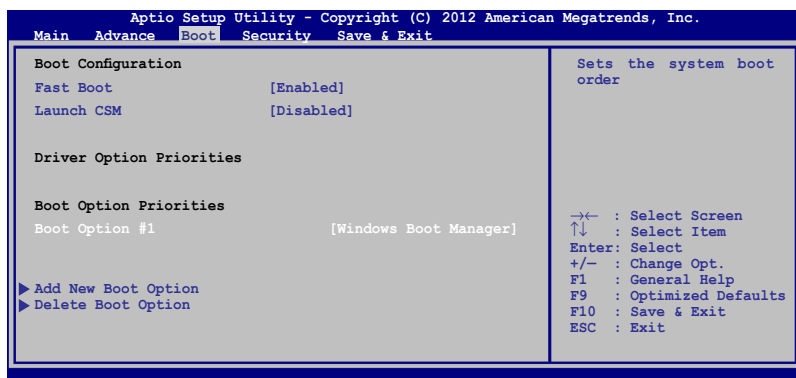 Aptio Setup Utility - Copyright (C) 2012 American Megatrends, Inc.
Main Advance Boot Security Save & Exit
Boot Configuration
Fast Boot [Enabled]
Launch CSM [Disabled]
Driver Option Priorities
Boot Option Priorities
Boot Option #1 [Windows Boot Manager]
Add New Boot Option
Delete Boot Option
Sets the system boot
order
→← : Select Screen
↑↓ : Select Item
Enter: Select
+/— : Change Opt.
F1 : General Help
F9 : Optimized Defaults
F10 : Save & Exit
ESC : Exit